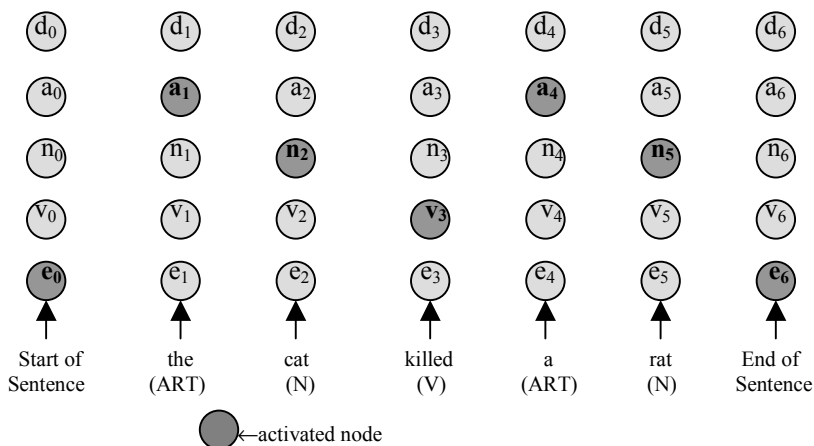 d0 d1 d2 d3 d4 d5 d6
a0 a1 a2 a3 a4 a5 a6
n0 n1 n2 n3 n4 n5 n6
v0 v1 v2 v3 v4 v5 v6
e0 e1 e2 e3 e4 e5 e6
Start of the cat killed a rat End of
Sentence (ART) (N) (V) (ART) (N) Sentence
←activated node